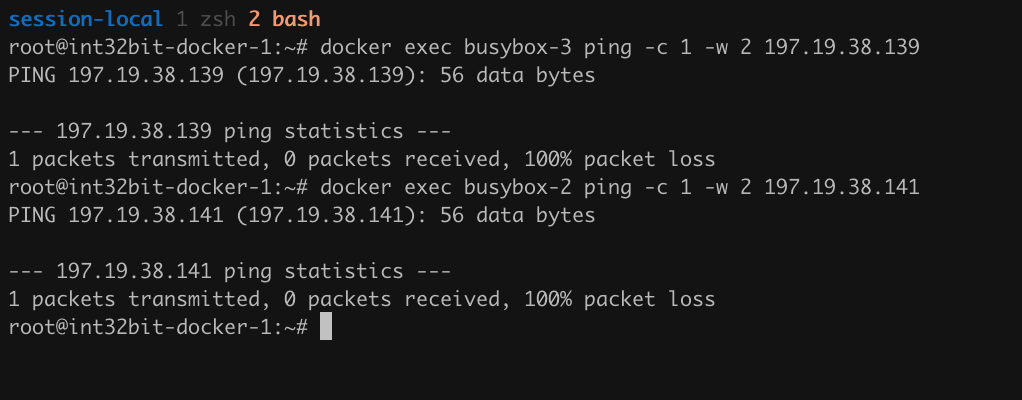 session-local 1 zsh 2 bash
root@int32bit-docker-1:~# docker exec busybox-3 ping -c 1 -w 2 197.19.38.139
PING 197.19.38.139 (197.19.38.139): 56 data bytes

--- 197.19.38.139 ping statistics ---
1 packets transmitted, 0 packets received, 100% packet loss
root@int32bit-docker-1:~# docker exec busybox-2 ping -c 1 -w 2 197.19.38.141
PING 197.19.38.141 (197.19.38.141): 56 data bytes

--- 197.19.38.141 ping statistics ---
1 packets transmitted, 0 packets received, 100% packet loss
root@int32bit-docker-1:~#